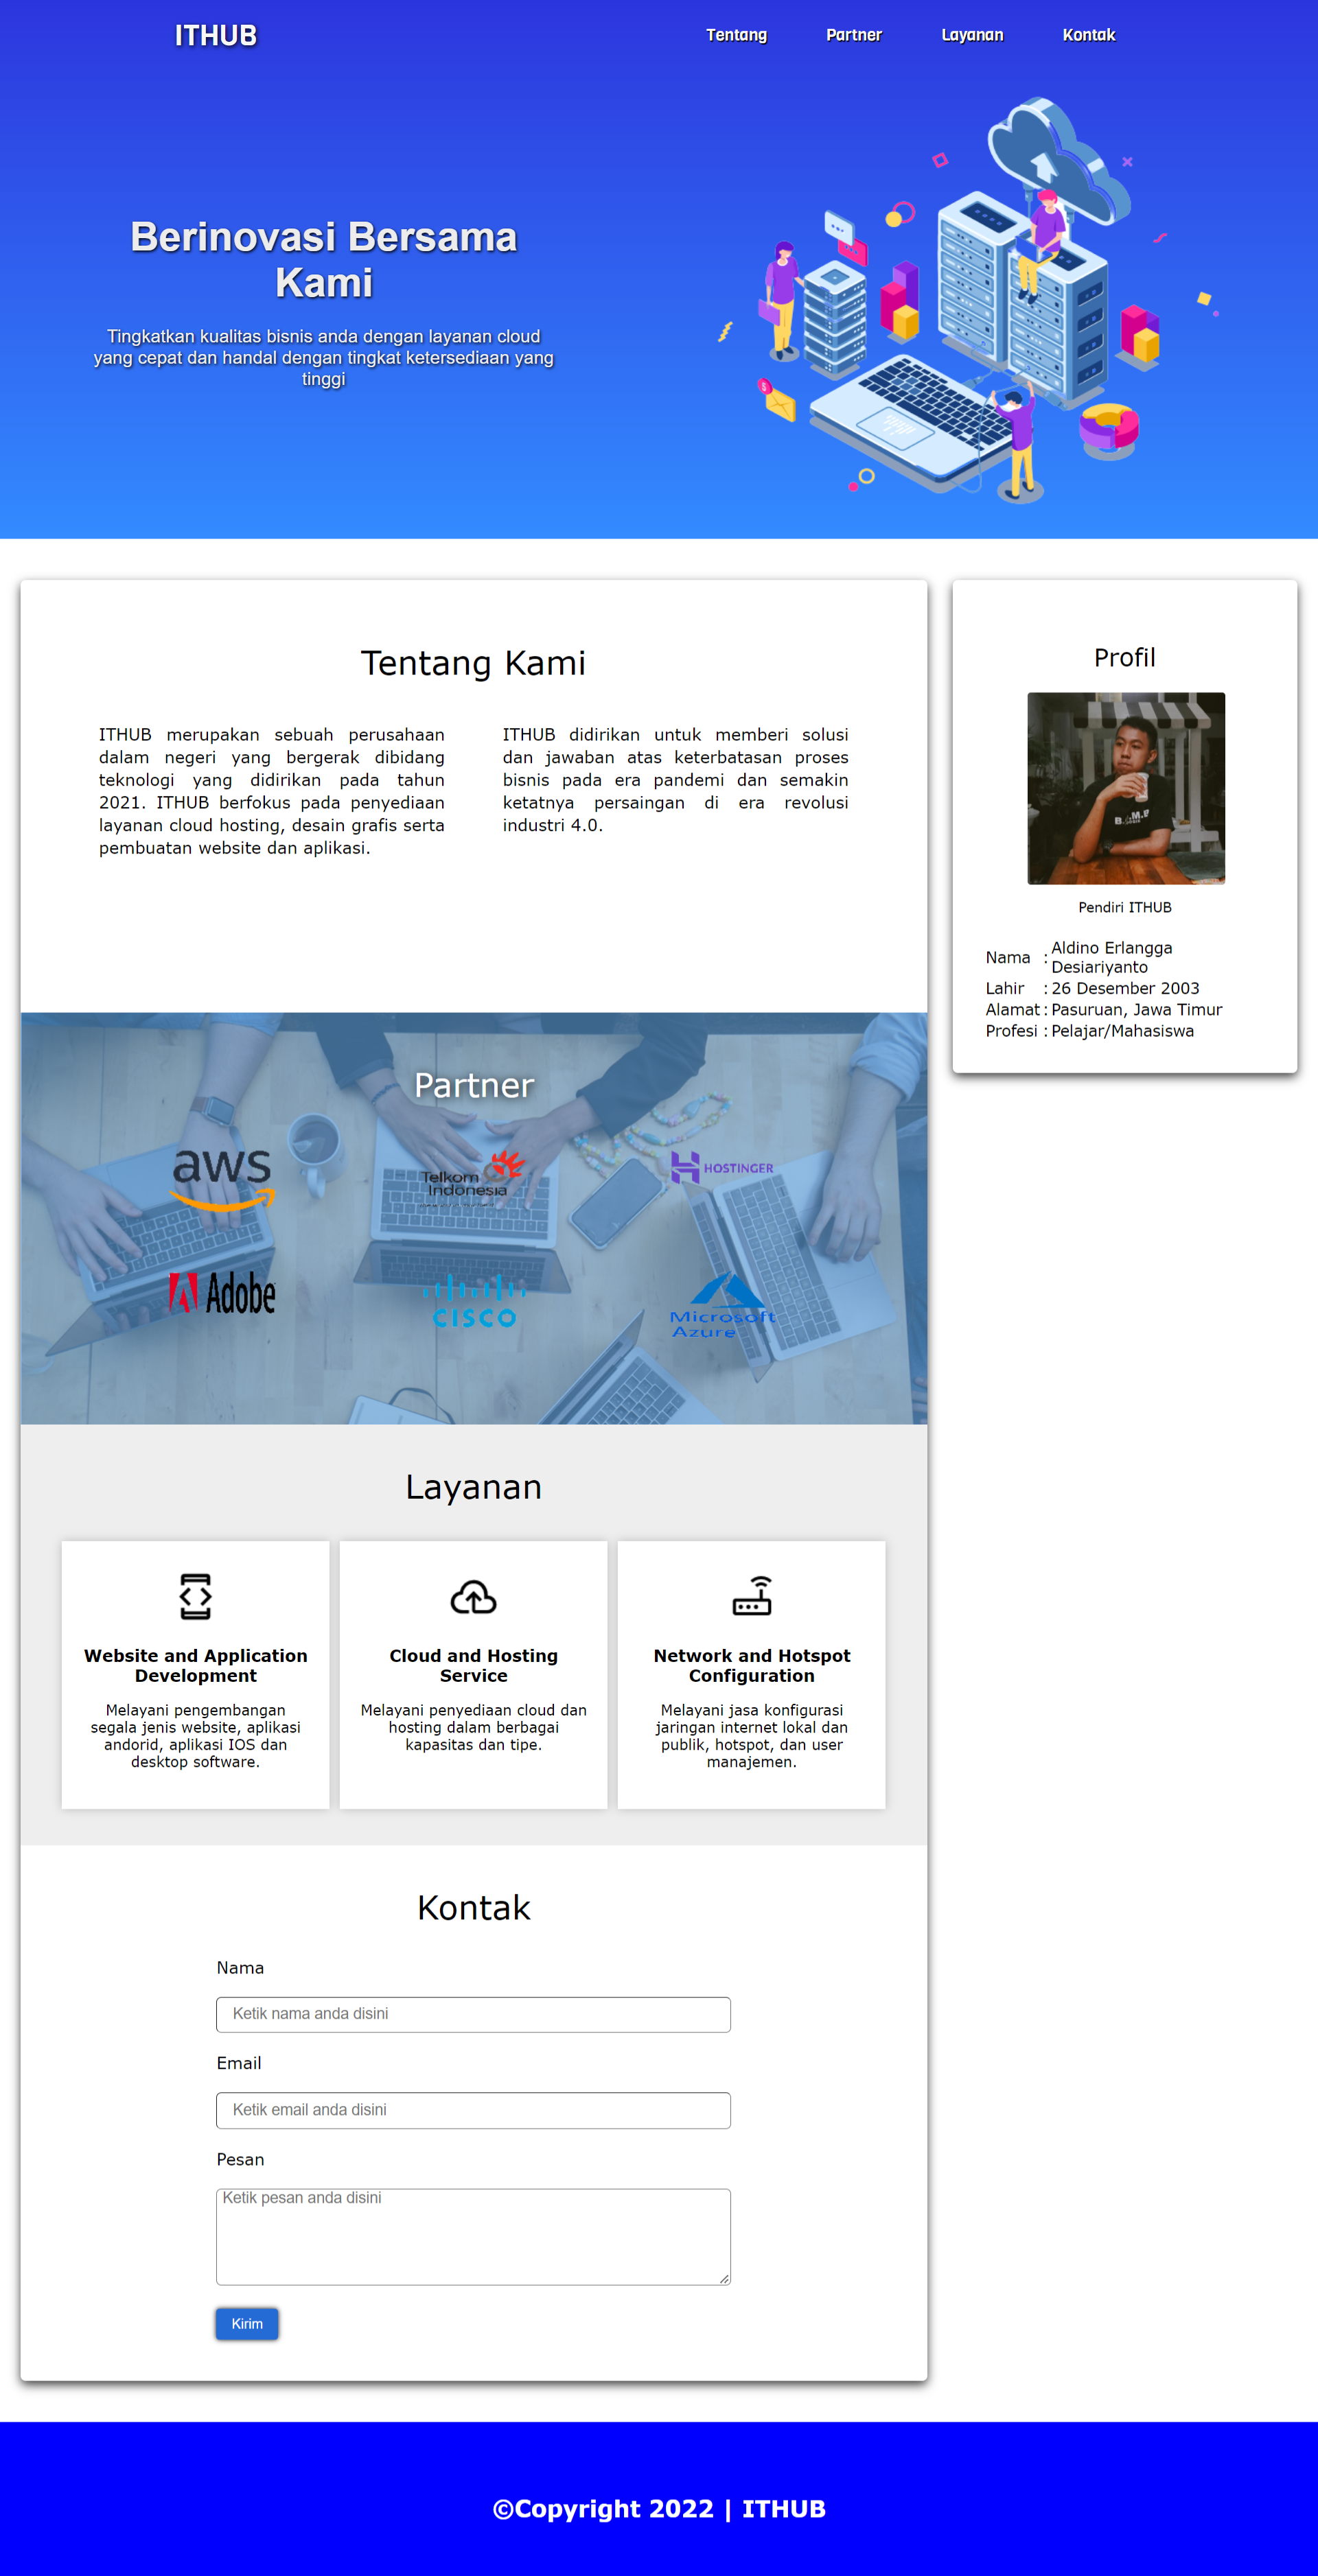 ITHUB
Tentang
Partner
Layanan
Kontak
Berinovasi Bersama
Kami
Tingkatkan kualitas bisnis anda dengan layanan cloud
yang cepat dan handal dengan tingkat ketersediaan yang
tinggi
Tentang Kami
ITHUB merupakan sebuah perusahaan
dalam negeri yang bergerak dibidang
teknologi yang didirikan pada tahun
2021. ITHUB berfokus pada penyediaan
layanan cloud hosting, desain grafis serta
pembuatan website dan aplikasi.
ITHUB didirikan untuk memberi solusi
dan jawaban atas keterbatasan proses
bisnis pada era pandemi dan semakin
ketatnya persaingan di era revolusi
industri 4.0.
Profil
Pendiri ITHUB
Nama : Aldino Erlangga
Desiariyanto
Lahir : 26 Desember 2003
Alamat : Pasuruan, Jawa Timur
Profesi : Pelajar/Mahasiswa
Partner
aws
Telkom
Indonesia
HOSTINGER
Adobe
CISCO
Microsoft
Azure
Layanan
Website and Application
Development
Melayani pengembangan
segala jenis website, aplikasi
andorid, aplikasi IOS dan
desktop software.
Cloud and Hosting
Service
Melayani penyediaan cloud dan
hosting dalam berbagai
kapasitas dan tipe.
Network and Hotspot
Configuration
Melayani jasa konfigurasi
jaringan internet lokal dan
publik, hotspot, dan user
manajemen.
Kontak
Nama
Ketik nama anda disini
Email
Ketik email anda disini
Pesan
Ketik pesan anda disini
Kirim
©Copyright 2022 | ITHUB